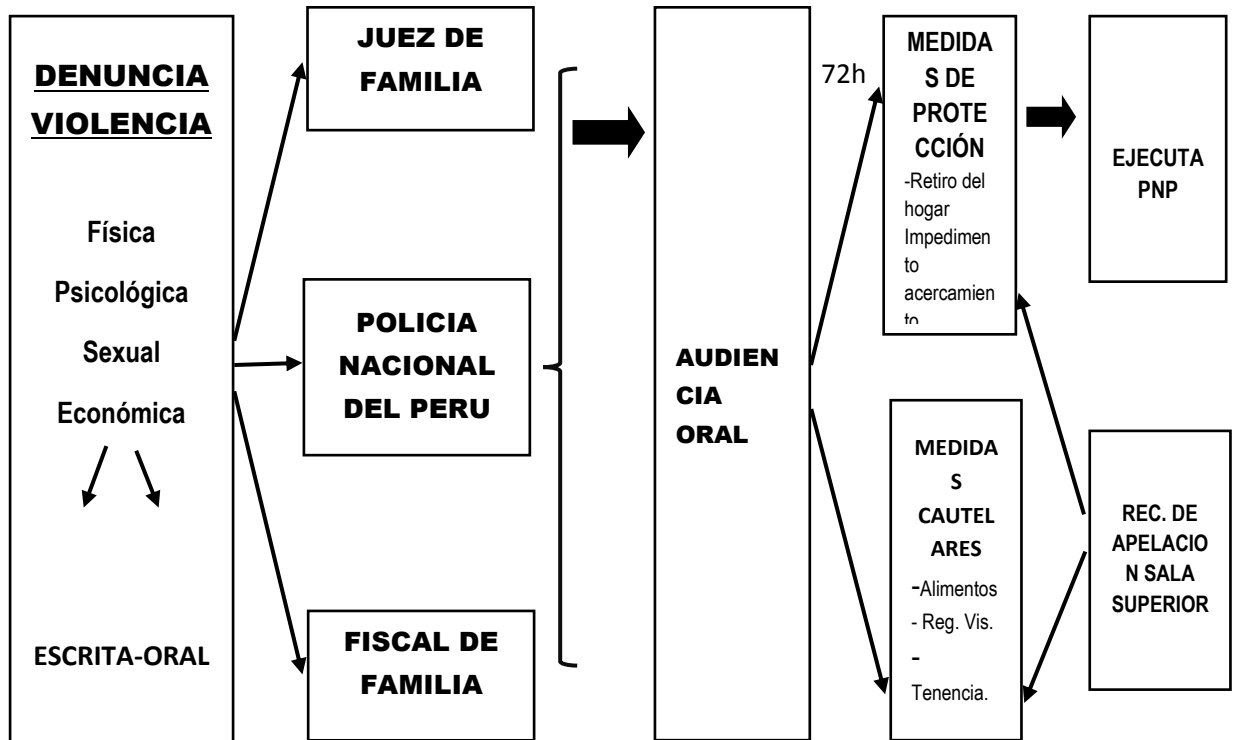 DENUNCIA
VIOLENCIA
Física
Psicológica
Sexual
Económica
ESCRITA-ORAL
JUEZ DE
FAMILIA
POLICIA
NACIONAL
DEL PERU
FISCAL DE
FAMILIA
AUDIEN
CIA
ORAL
72h
MEDIDA
S DE
PROTE
CCIÓN
-Retiro del
hogar
Impedimen
to
acercamien
to
MEDIDA
S
CAUTEL
ARES
-Alimentos
- Reg. Vis.
-
Tenencia.
EJECUTA
PNP
REC. DE
APELACIO
N SALA
SUPERIOR